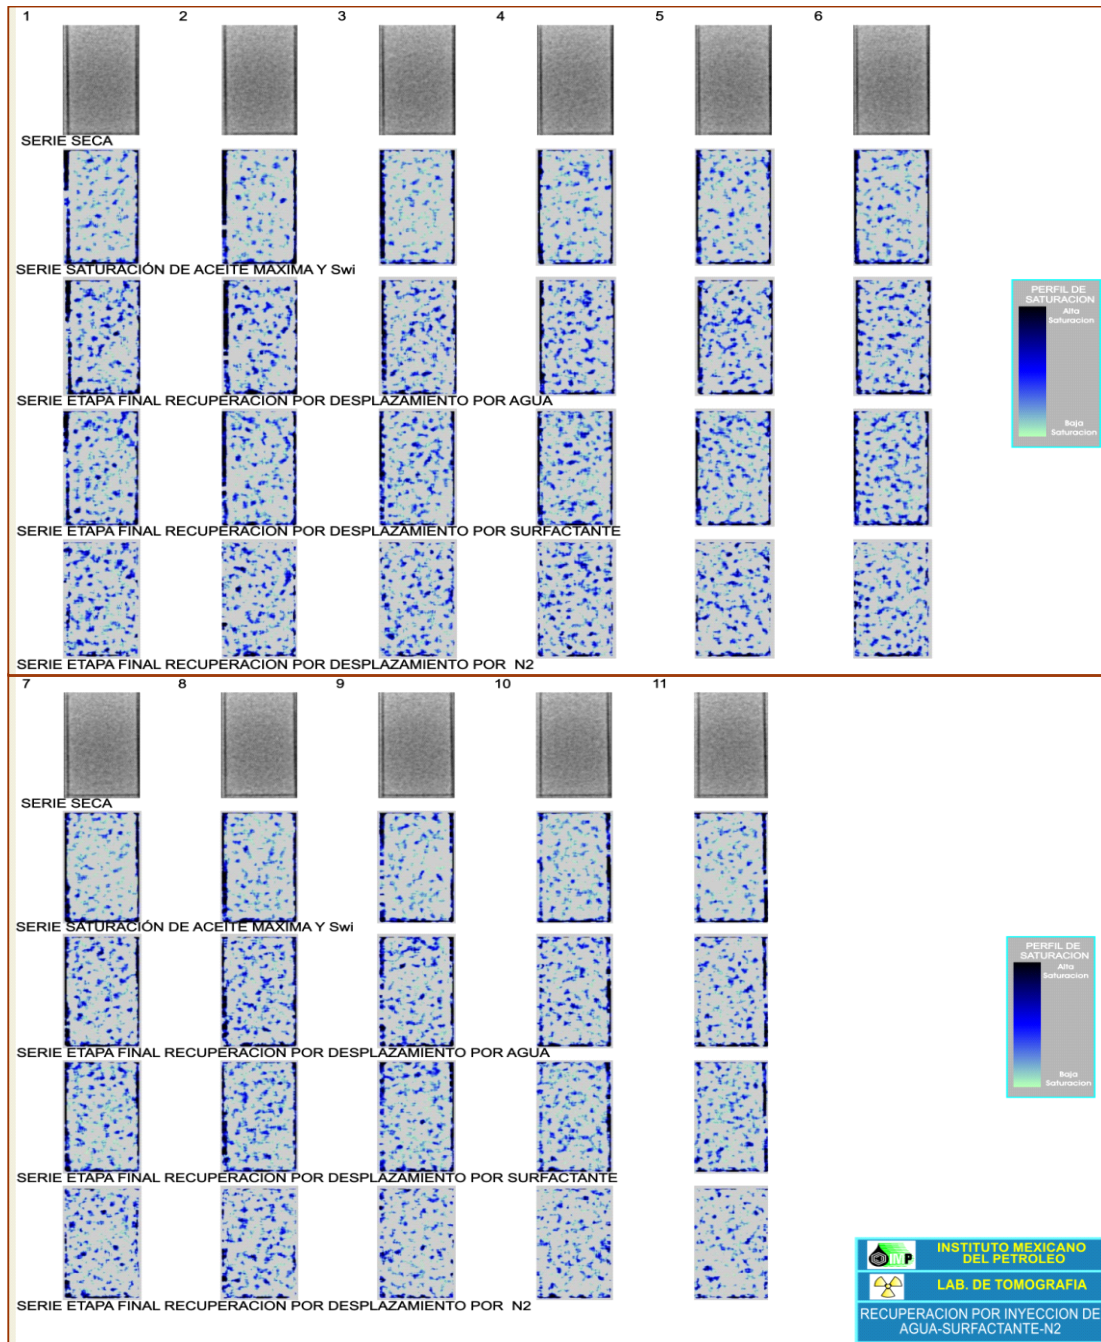 1 2 3 4 5 6
SERIE SECA
SERIE SATURACIÓN DE ACEITE MAXIMA Y Swi
SERIE ETAPA FINAL RECUPERACION POR DESPLAZAMIENTO POR AGUA
SERIE ETAPA FINAL RECUPERACION POR DESPLAZAMIENTO POR SURFACTANTE
SERIE ETAPA FINAL RECUPERACION POR DESPLAZAMIENTO POR N2
PERFIL DE
SATURACION
Alta
Saturacion
Baja
Saturacion
7 8 9 10 11
SERIE SECA
SERIE SATURACIÓN DE ACEITE MAXIMA Y Swi
SERIE ETAPA FINAL RECUPERACION POR DESPLAZAMIENTO POR AGUA
SERIE ETAPA FINAL RECUPERACION POR DESPLAZAMIENTO POR SURFACTANTE
SERIE ETAPA FINAL RECUPERACION POR DESPLAZAMIENTO POR N2
PERFIL DE
SATURACION
Alta
Saturacion
Baja
Saturacion
IMP
INSTITUTO MEXICANO
DEL PETROLEO
LAB. DE TOMOGRAFIA
RECUPERACION POR INYECCION DE
AGUA-SURFACTANTE-N2